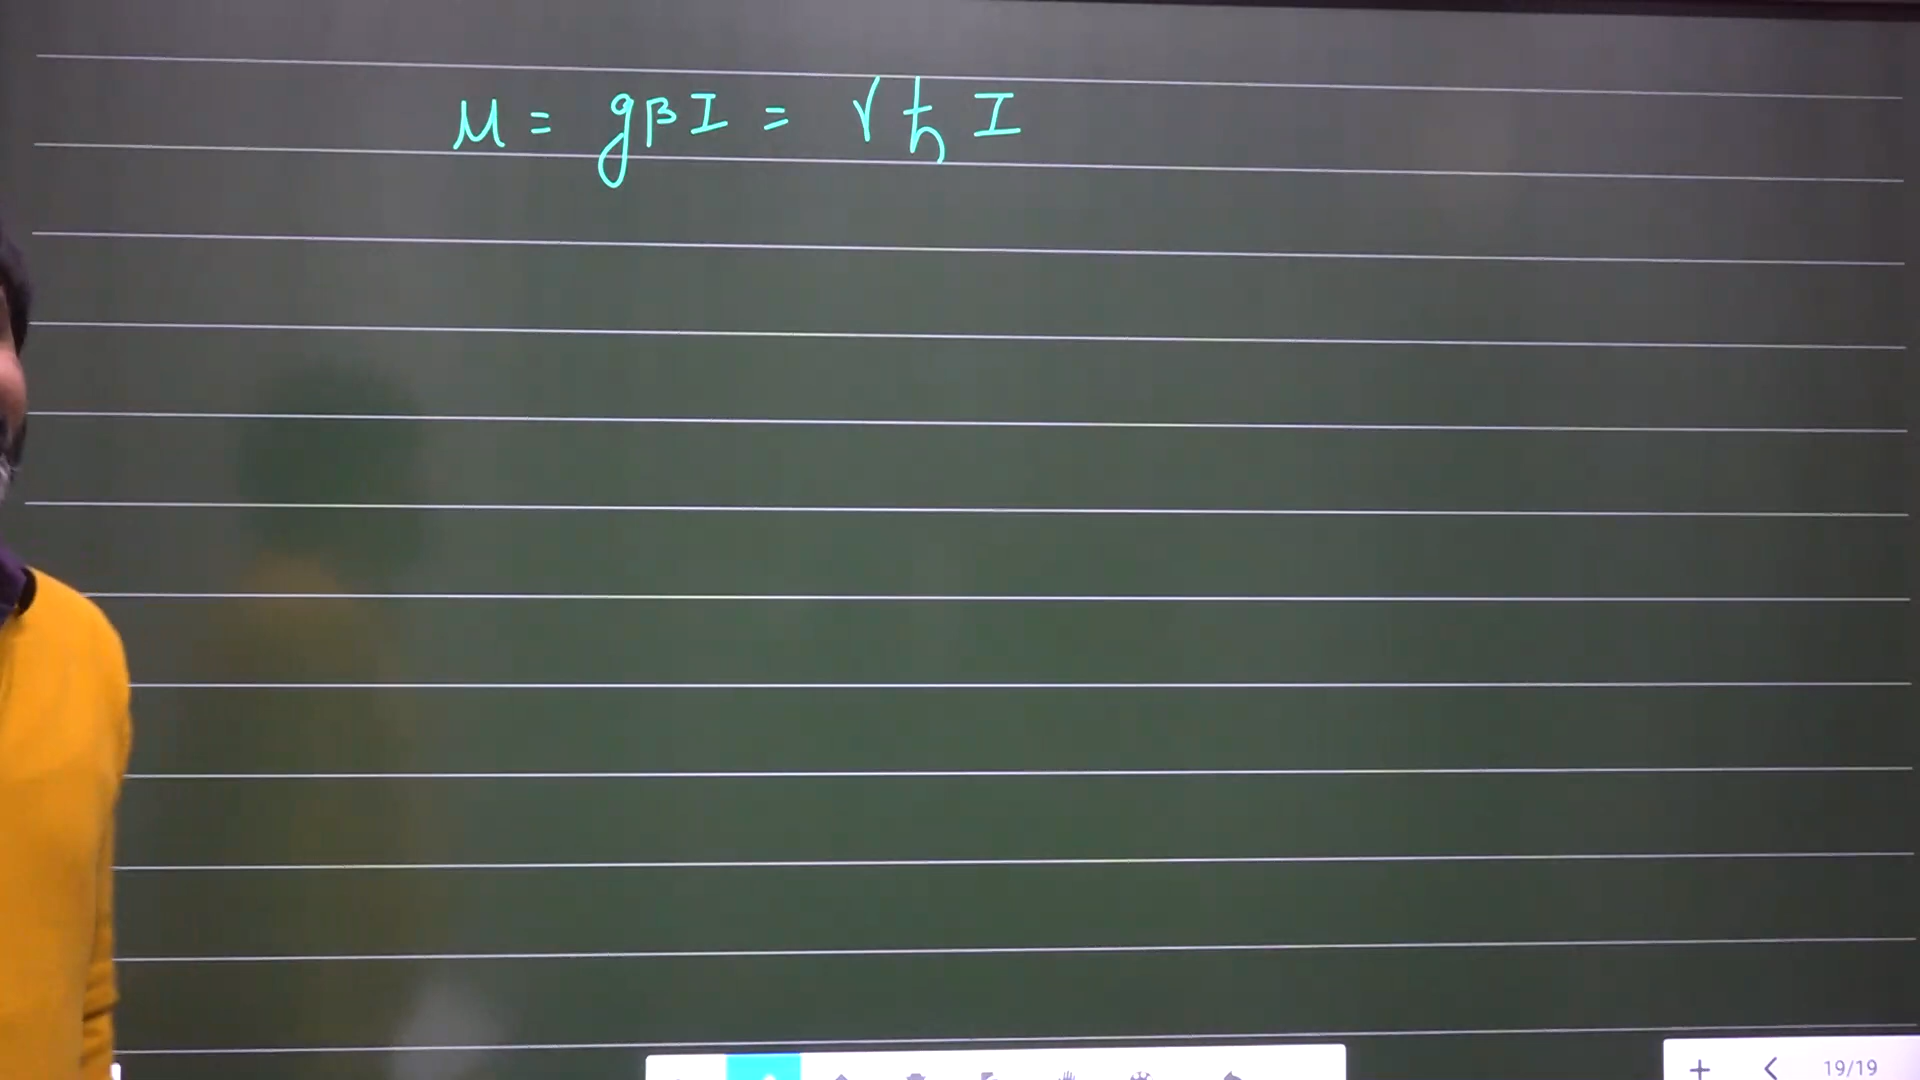 μ = gβI = γħI
19/19